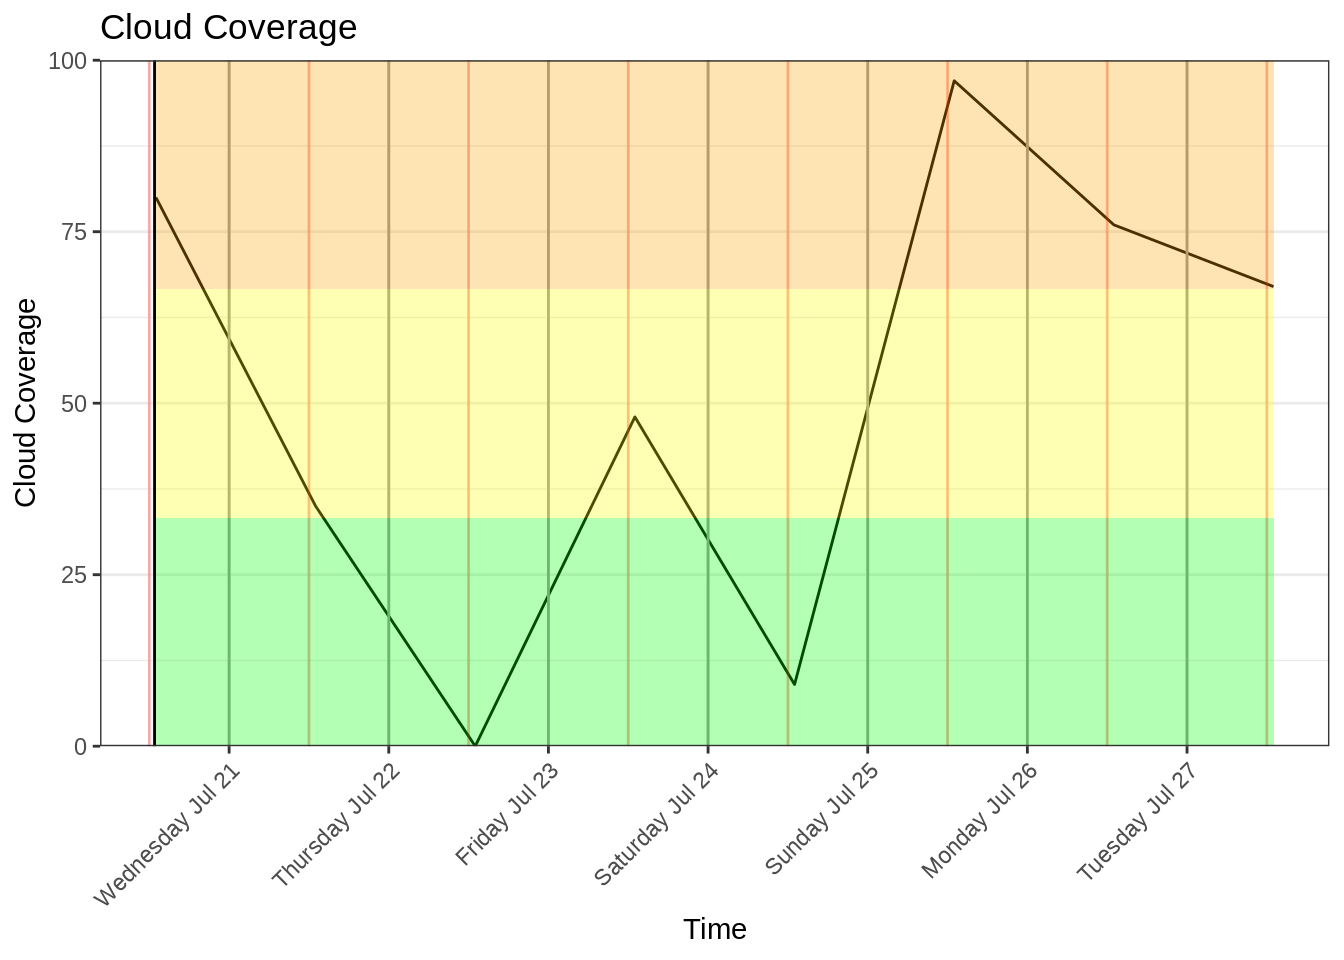 Cloud Coverage
100
75
50
25
0
Cloud Coverage
Wednesday Jul 21
Thursday Jul 22
Friday Jul 23
Saturday Jul 24
Sunday Jul 25
Monday Jul 26
Tuesday Jul 27
Time